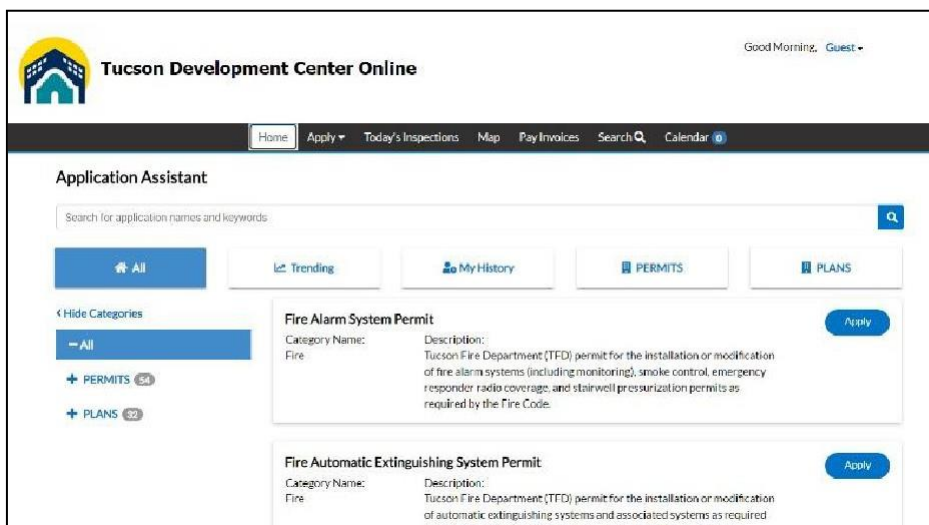 Good Morning, Guest
Tucson Development Center Online
Home Apply Today's Inspections Map Pay Invoices Search Calendar 0
Application Assistant
Search for application names and keywords
All Trending My History PERMITS PLANS
Hide Categories
All
PERMITS 54
PLANS 32
Fire Alarm System Permit
Apply
Category Name: Description:
Fire Tucson Fire Department (TFD) permit for the installation or modification
of fire alarm systems (including monitoring), smoke control, emergency
responder radio coverage, and stairwell pressurization permits as
required by the Fire Code.
Fire Automatic Extinguishing System Permit
Apply
Category Name: Description:
Fire Tucson Fire Department (TFD) permit for the installation or modification
of automatic extinguishing systems and associated systems as required